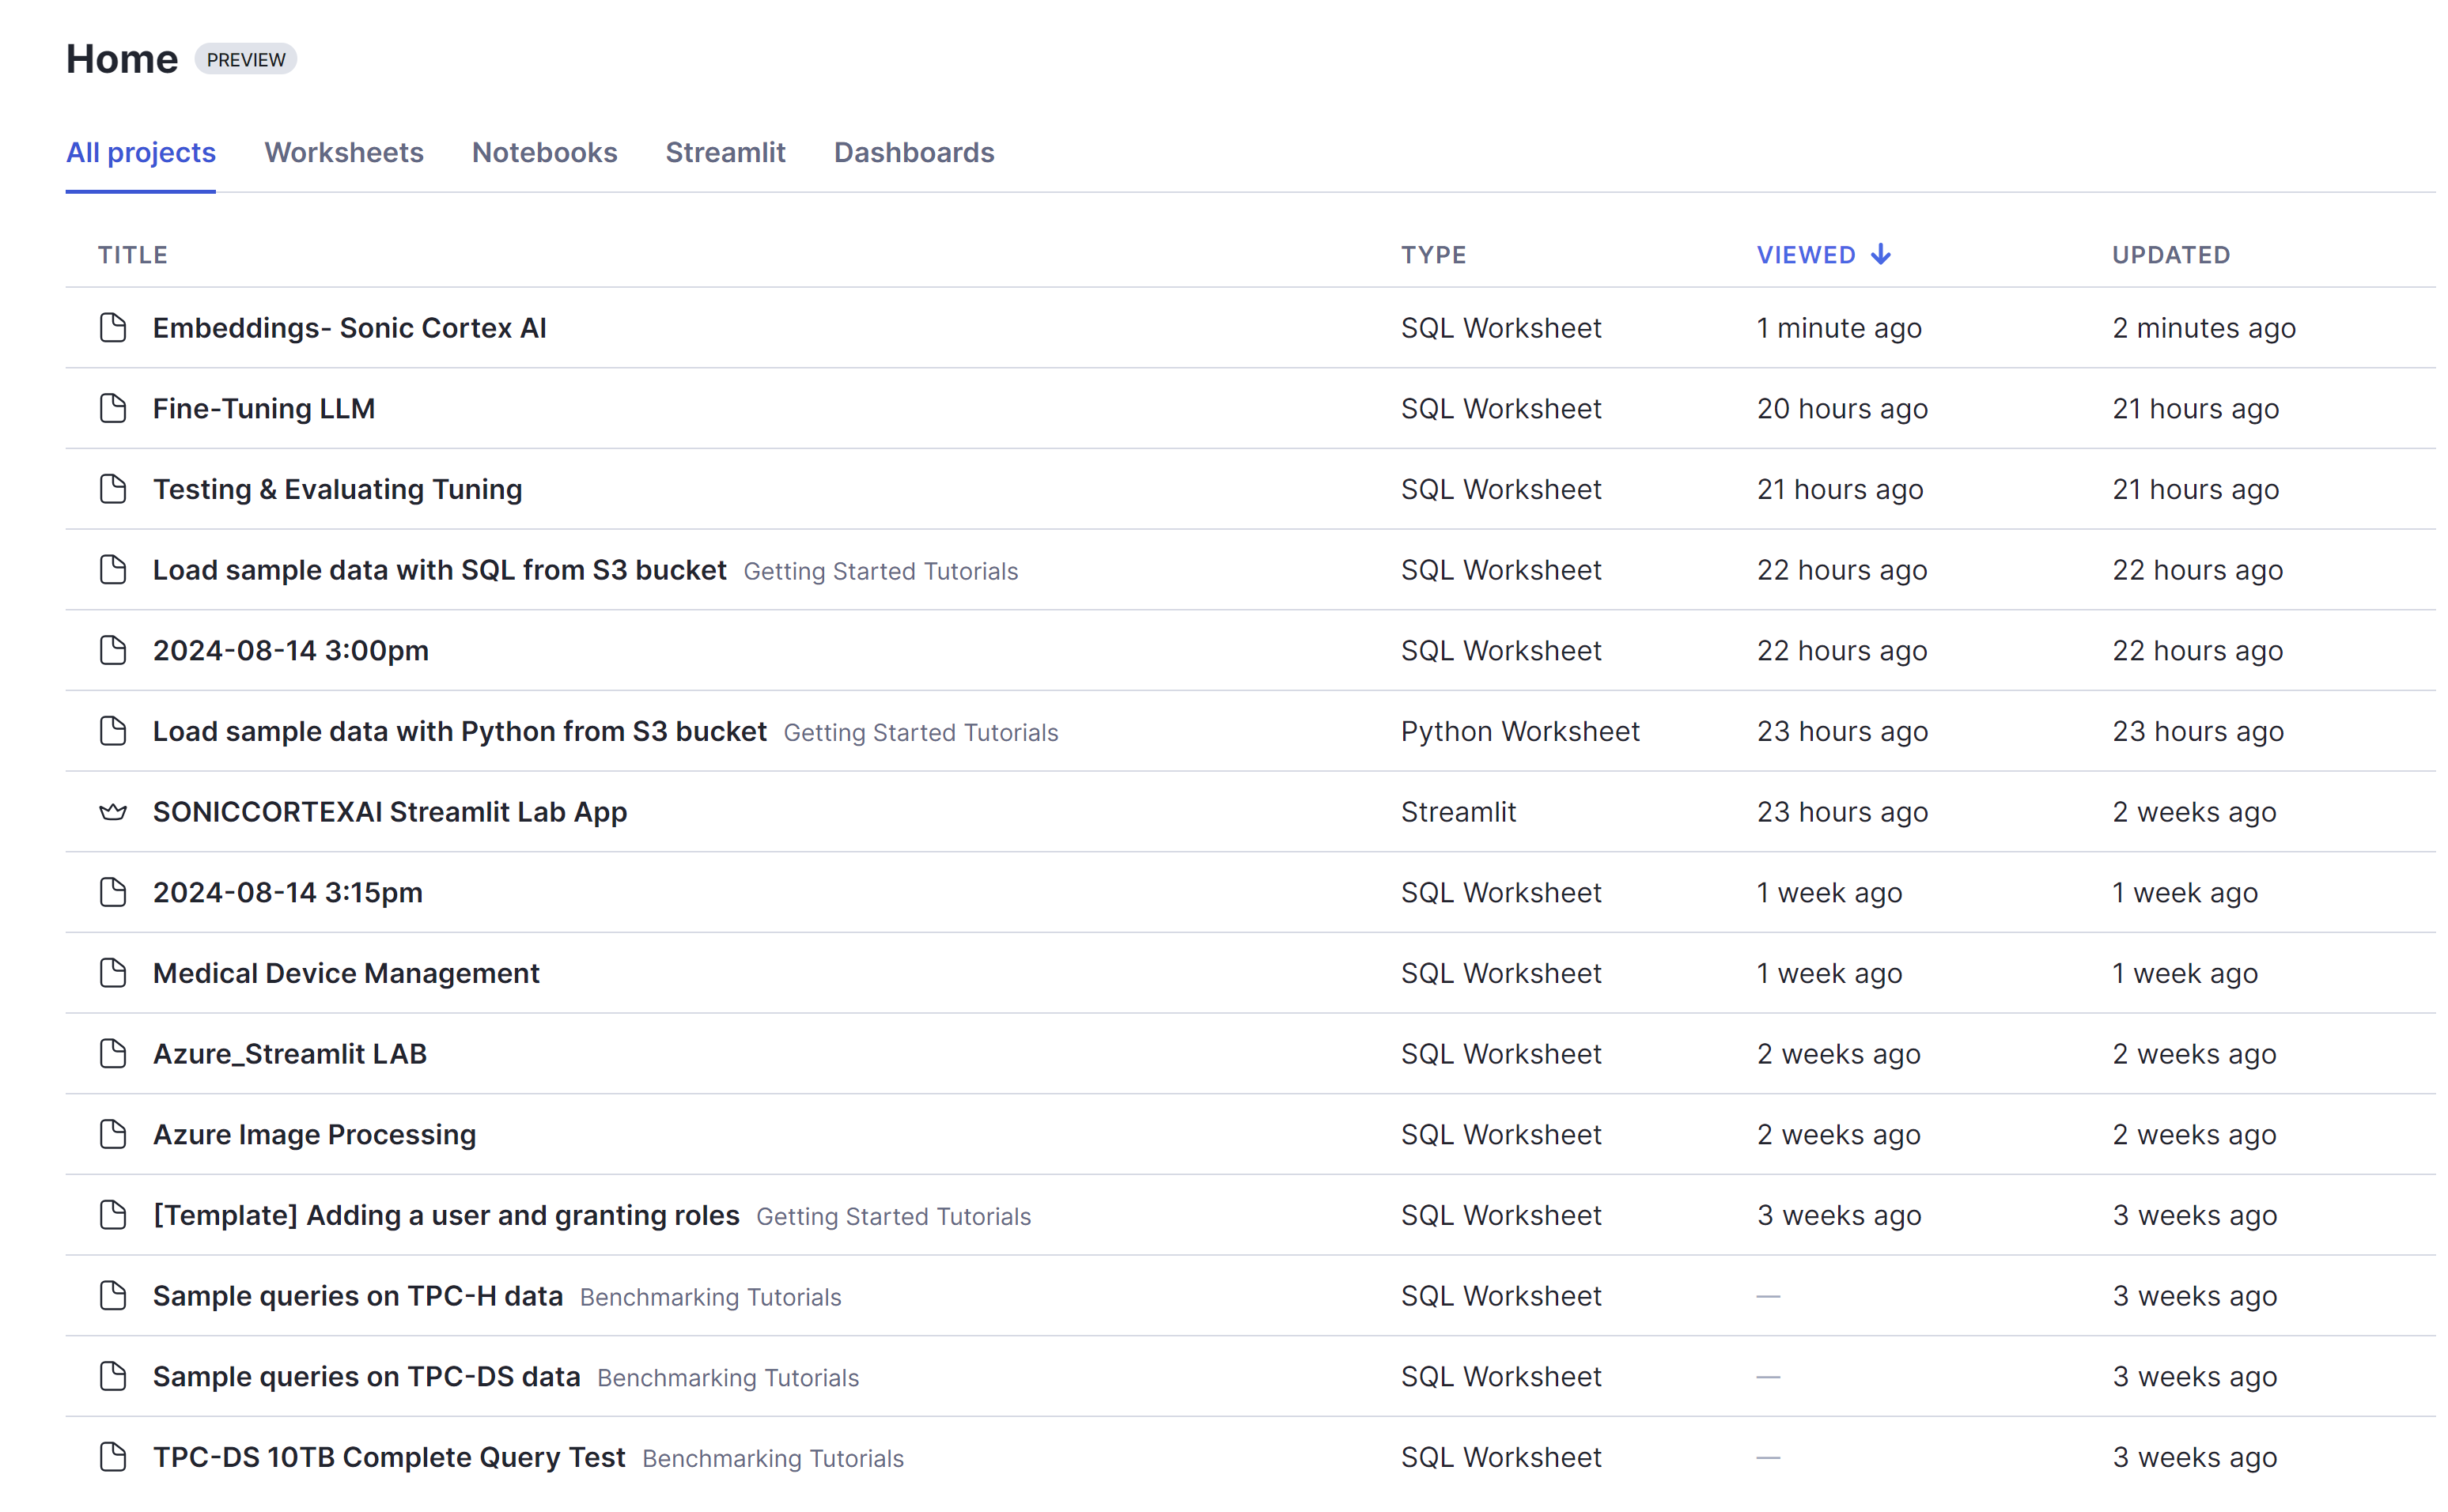 Home PREVIEW
All projects Worksheets Notebooks Streamlit Dashboards
TITLE TYPE VIEWED ↓ UPDATED
Embeddings- Sonic Cortex AI SQL Worksheet 1 minute ago 2 minutes ago
Fine-Tuning LLM SQL Worksheet 20 hours ago 21 hours ago
Testing & Evaluating Tuning SQL Worksheet 21 hours ago 21 hours ago
Load sample data with SQL from S3 bucket Getting Started Tutorials SQL Worksheet 22 hours ago 22 hours ago
2024-08-14 3:00pm SQL Worksheet 22 hours ago 22 hours ago
Load sample data with Python from S3 bucket Getting Started Tutorials Python Worksheet 23 hours ago 23 hours ago
SONICCORTEXAI Streamlit Lab App Streamlit 23 hours ago 2 weeks ago
2024-08-14 3:15pm SQL Worksheet 1 week ago 1 week ago
Medical Device Management SQL Worksheet 1 week ago 1 week ago
Azure_Streamlit LAB SQL Worksheet 2 weeks ago 2 weeks ago
Azure Image Processing SQL Worksheet 2 weeks ago 2 weeks ago
[Template] Adding a user and granting roles Getting Started Tutorials SQL Worksheet 3 weeks ago 3 weeks ago
Sample queries on TPC-H data Benchmarking Tutorials SQL Worksheet — 3 weeks ago
Sample queries on TPC-DS data Benchmarking Tutorials SQL Worksheet — 3 weeks ago
TPC-DS 10TB Complete Query Test Benchmarking Tutorials SQL Worksheet — 3 weeks ago